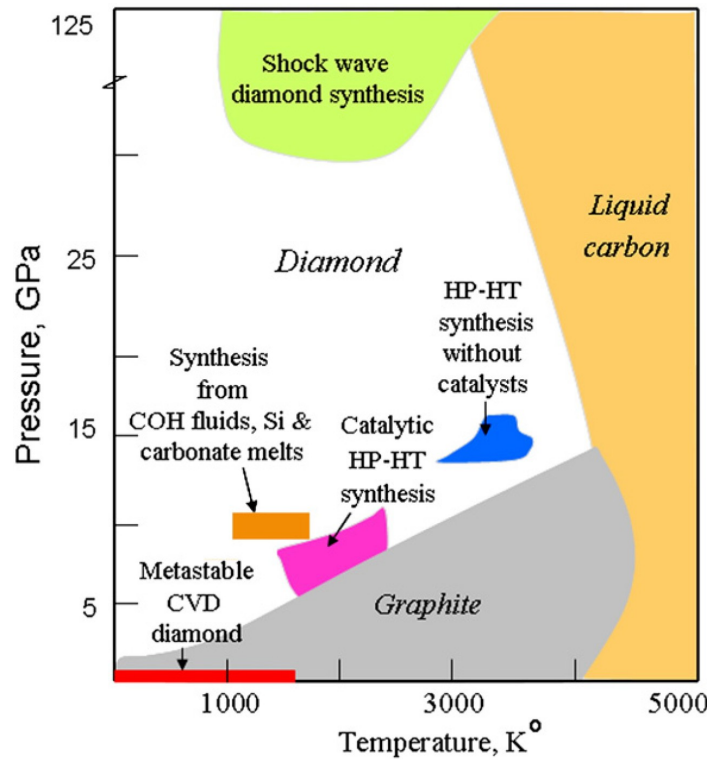 125
Shock wave
diamond synthesis
Liquid
carbon
25
Diamond
HP-HT
synthesis
without
catalysts
Synthesis
from
COH fluids, Si &
carbonate melts
15
Catalytic
HP-HT
synthesis
Metastable
CVD
diamond
5
Graphite
Pressure, GPa
1000
3000
5000
Temperature, K°